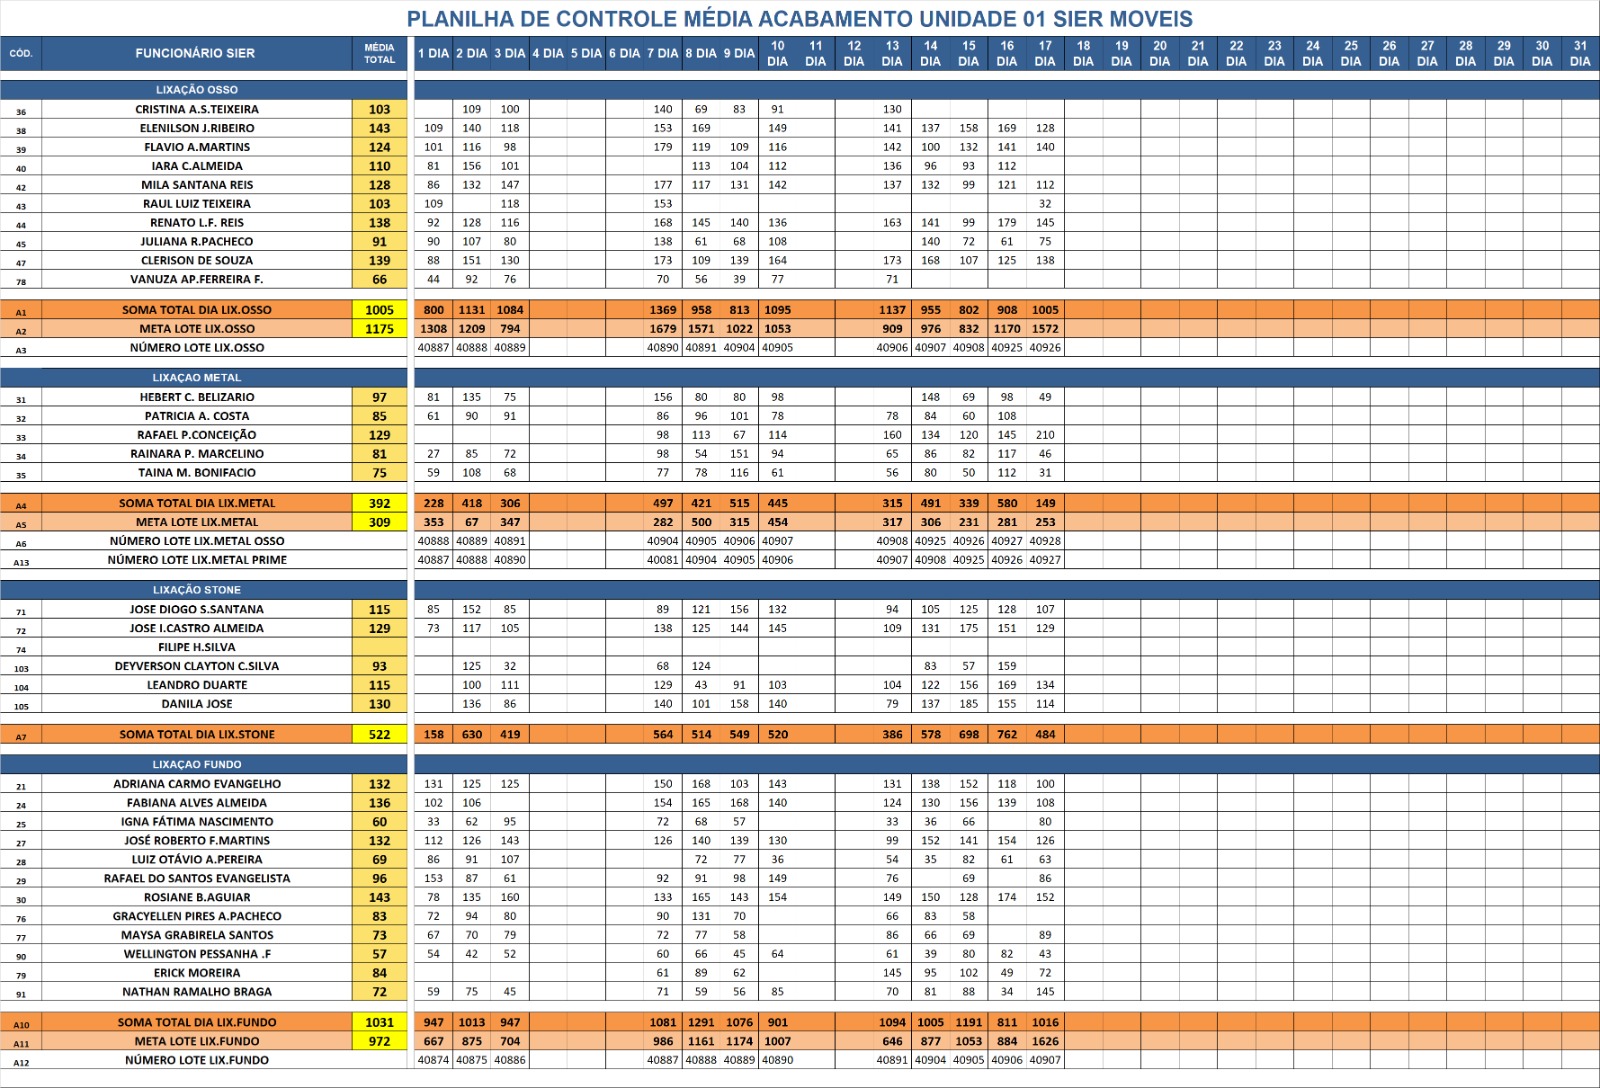 PLANILHA DE CONTROLE MÉDIA ACABAMENTO UNIDADE 01 SIER MOVEIS
CÓD. FUNCIONÁRIO SIER MÉDIA TOTAL 1 DIA 2 DIA 3 DIA 4 DIA 5 DIA 6 DIA 7 DIA 8 DIA 9 DIA 10 DIA 11 DIA 12 DIA 13 DIA 14 DIA 15 DIA 16 DIA 17 DIA 18 DIA 19 DIA 20 DIA 21 DIA 22 DIA 23 DIA 24 DIA 25 DIA 26 DIA 27 DIA 28 DIA 29 DIA 30 DIA 31 DIA
LIXAÇÃO OSSO
36 CRISTINA A.S.TEIXEIRA 103 109 100 140 69 83 91 130
38 ELENILSON J.RIBEIRO 143 109 140 118 153 169 149 141 137 158 169 128
39 FLAVIO A.MARTINS 124 101 116 98 179 119 109 116 142 100 132 141 140
40 IARA C.ALMEIDA 110 81 156 101 113 104 112 136 96 93 112
42 MILA SANTANA REIS 128 86 132 147 177 117 131 142 137 132 99 121 112
43 RAUL LUIZ TEIXEIRA 103 109 118 153 32
44 RENATO L.F. REIS 138 92 128 116 168 145 140 136 163 141 99 179 145
45 JULIANA R.PACHECO 91 90 107 80 138 61 68 108 140 72 61 75
47 CLERISON DE SOUZA 139 88 151 130 173 109 139 164 173 168 107 125 138
78 VANUZA AP.FERREIRA F. 66 44 92 76 70 56 39 77 71
A1 SOMA TOTAL DIA LIX.OSSO 1005 800 1131 1084 1369 958 813 1095 1137 955 802 908 1005
A2 META LOTE LIX.OSSO 1175 1308 1209 794 1679 1571 1022 1053 909 976 832 1170 1572
A3 NÚMERO LOTE LIX.OSSO 40887 40888 40889 40890 40891 40904 40905 40906 40907 40908 40925 40926
LIXAÇAO METAL
31 HEBERT C. BELIZARIO 97 81 135 75 156 80 80 98 148 69 98 49
32 PATRICIA A. COSTA 85 61 90 91 86 96 101 78 78 84 60 108
33 RAFAEL P.CONCEIÇÃO 129 98 113 67 114 160 134 120 145 210
34 RAINARA P. MARCELINO 81 27 85 72 98 54 151 94 65 86 82 117 46
35 TAINA M. BONIFACIO 75 59 108 68 77 78 116 61 56 80 50 112 31
A4 SOMA TOTAL DIA LIX.METAL 392 228 418 306 497 421 515 445 315 491 339 580 149
A5 META LOTE LIX.METAL 309 353 67 347 282 500 315 454 317 306 231 281 253
A6 NÚMERO LOTE LIX.METAL OSSO 40888 40889 40891 40904 40905 40906 40907 40908 40925 40926 40927 40928
A13 NÚMERO LOTE LIX.METAL PRIME 40887 40888 40890 40081 40904 40905 40906 40907 40908 40925 40926 40927
LIXAÇÃO STONE
71 JOSE DIOGO S.SANTANA 115 85 152 85 89 121 156 132 94 105 125 128 107
72 JOSE I.CASTRO ALMEIDA 129 73 117 105 138 125 144 145 109 131 175 151 129
74 FILIPE H.SILVA
103 DEYVERSON CLAYTON C.SILVA 93 125 32 68 124 83 57 159
104 LEANDRO DUARTE 115 100 111 129 43 91 103 104 122 156 169 134
105 DANILA JOSE 130 136 86 140 101 158 140 79 137 185 155 114
A7 SOMA TOTAL DIA LIX.STONE 522 158 630 419 564 514 549 520 386 578 698 762 484
LIXAÇAO FUNDO
21 ADRIANA CARMO EVANGELHO 132 131 125 125 150 168 103 143 131 138 152 118 100
24 FABIANA ALVES ALMEIDA 136 102 106 154 165 168 140 124 130 156 139 108
25 IGNA FÁTIMA NASCIMENTO 60 33 62 95 72 68 57 33 36 66 80
27 JOSÉ ROBERTO F.MARTINS 132 112 126 143 126 140 139 130 99 152 141 154 126
28 LUIZ OTÁVIO A.PEREIRA 69 86 91 107 72 77 36 54 35 82 61 63
29 RAFAEL DO SANTOS EVANGELISTA 96 153 87 61 92 91 98 149 76 69 86
30 ROSIANE B.AGUIAR 143 78 135 160 133 165 143 154 149 150 128 174 152
76 GRACYELLEN PIRES A.PACHECO 83 72 94 80 90 131 70 66 83 58
77 MAYSA GRABIRELA SANTOS 73 67 70 79 72 77 58 86 66 69 89
90 WELLINGTON PESSANHA .F 57 54 42 52 60 66 45 64 61 39 80 82 43
79 ERICK MOREIRA 84 61 89 62 145 95 102 49 72
91 NATHAN RAMALHO BRAGA 72 59 75 45 71 59 56 85 70 81 88 34 145
A10 SOMA TOTAL DIA LIX.FUNDO 1031 947 1013 947 1081 1291 1076 901 1094 1005 1191 811 1016
A11 META LOTE LIX.FUNDO 972 667 875 704 986 1161 1174 1007 646 877 1053 884 1626
A12 NÚMERO LOTE LIX.FUNDO 40874 40875 40886 40887 40888 40889 40890 40891 40904 40905 40906 40907